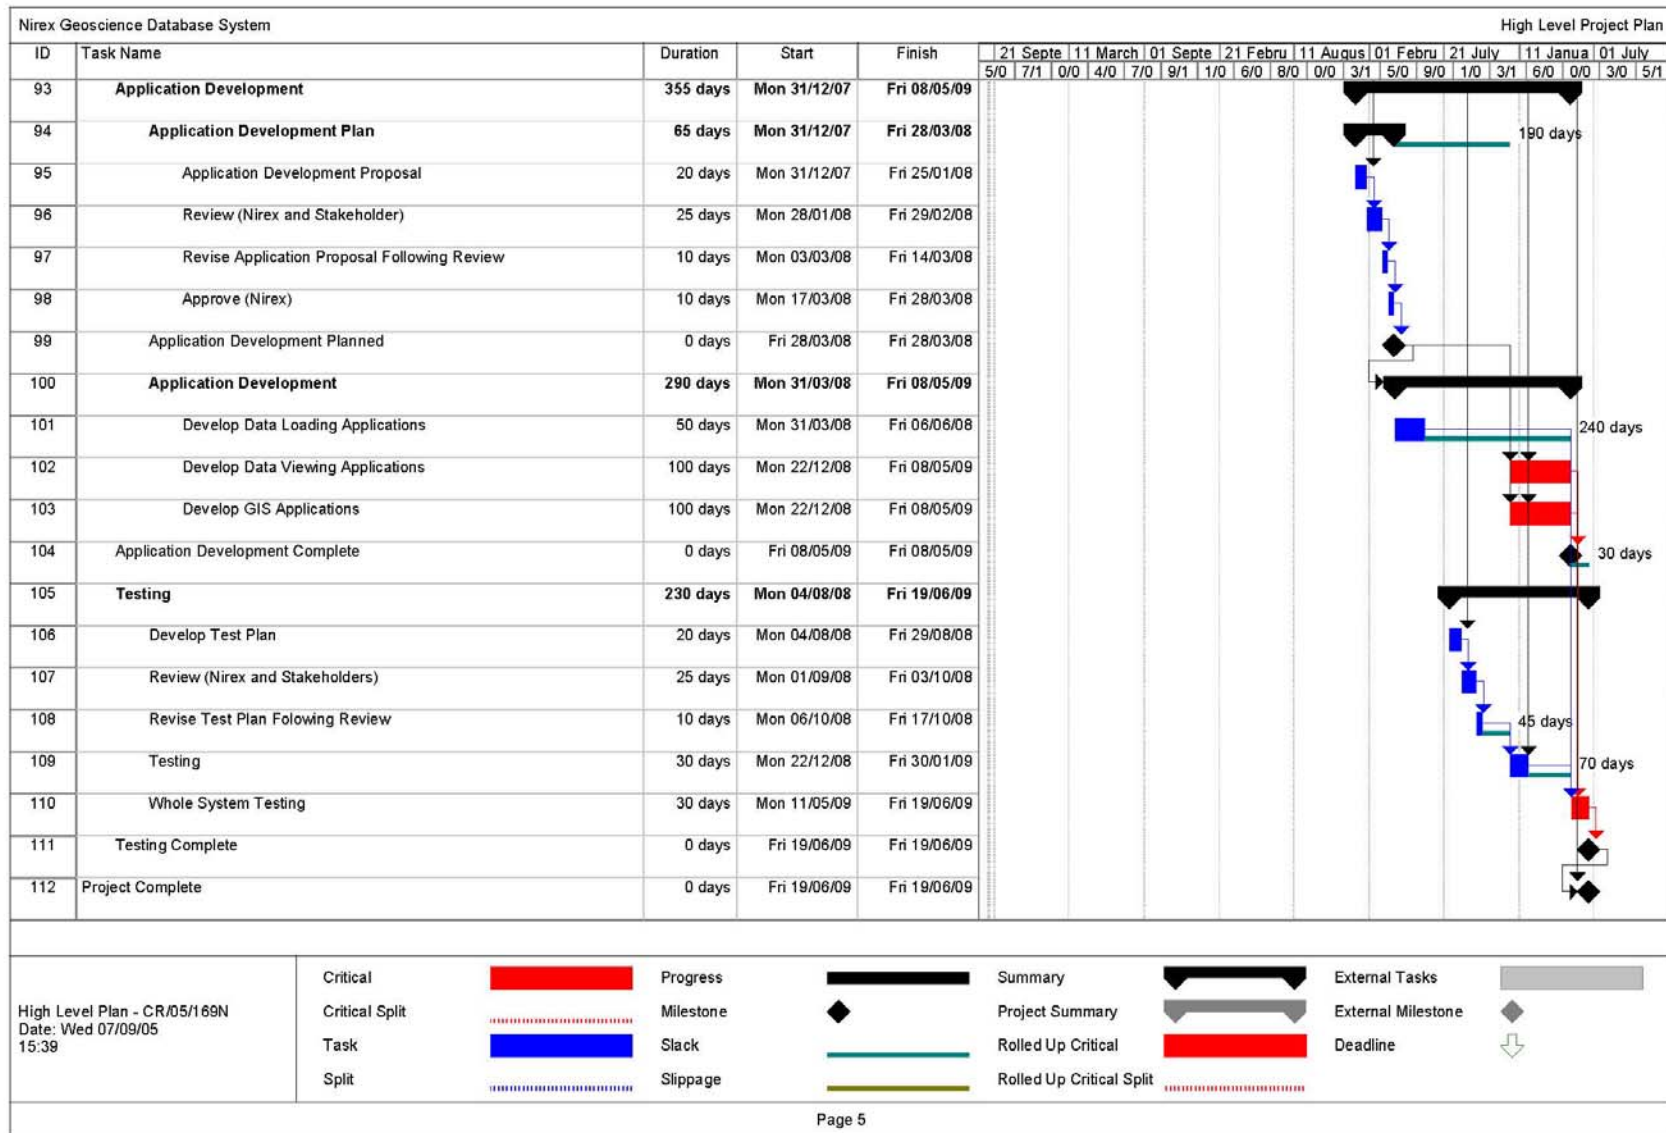 Nirex Geoscience Database System High Level Project Plan
ID Task Name Duration Start Finish 21 Septe 11 March 01 Septe 21 Febru 11 Augus 01 Febru 21 July 11 Janua 01 July
5/0 7/1 0/0 4/0 7/0 9/1 1/0 6/0 8/0 0/0 3/1 5/0 9/0 1/0 3/1 6/0 0/0 3/0 5/1
93 Application Development 355 days Mon 31/12/07 Fri 08/05/09
94 Application Development Plan 65 days Mon 31/12/07 Fri 28/03/08 190 days
95 Application Development Proposal 20 days Mon 31/12/07 Fri 25/01/08
96 Review (Nirex and Stakeholder) 25 days Mon 28/01/08 Fri 29/02/08
97 Revise Application Proposal Following Review 10 days Mon 03/03/08 Fri 14/03/08
98 Approve (Nirex) 10 days Mon 17/03/08 Fri 28/03/08
99 Application Development Planned 0 days Fri 28/03/08 Fri 28/03/08
100 Application Development 290 days Mon 31/03/08 Fri 08/05/09
101 Develop Data Loading Applications 50 days Mon 31/03/08 Fri 06/06/08 240 days
102 Develop Data Viewing Applications 100 days Mon 22/12/08 Fri 08/05/09
103 Develop GIS Applications 100 days Mon 22/12/08 Fri 08/05/09
104 Application Development Complete 0 days Fri 08/05/09 Fri 08/05/09 30 days
105 Testing 230 days Mon 04/08/08 Fri 19/06/09
106 Develop Test Plan 20 days Mon 04/08/08 Fri 29/08/08
107 Review (Nirex and Stakeholders) 25 days Mon 01/09/08 Fri 03/10/08
108 Revise Test Plan Folowing Review 10 days Mon 06/10/08 Fri 17/10/08 45 days
109 Testing 30 days Mon 22/12/08 Fri 30/01/09 70 days
110 Whole System Testing 30 days Mon 11/05/09 Fri 19/06/09
111 Testing Complete 0 days Fri 19/06/09 Fri 19/06/09
112 Project Complete 0 days Fri 19/06/09 Fri 19/06/09
High Level Plan - CR/05/169N
Date: Wed 07/09/05
15:39
Critical Progress Summary External Tasks
Critical Split Milestone Project Summary External Milestone
Task Slack Rolled Up Critical Deadline
Split Slippage Rolled Up Critical Split
Page 5